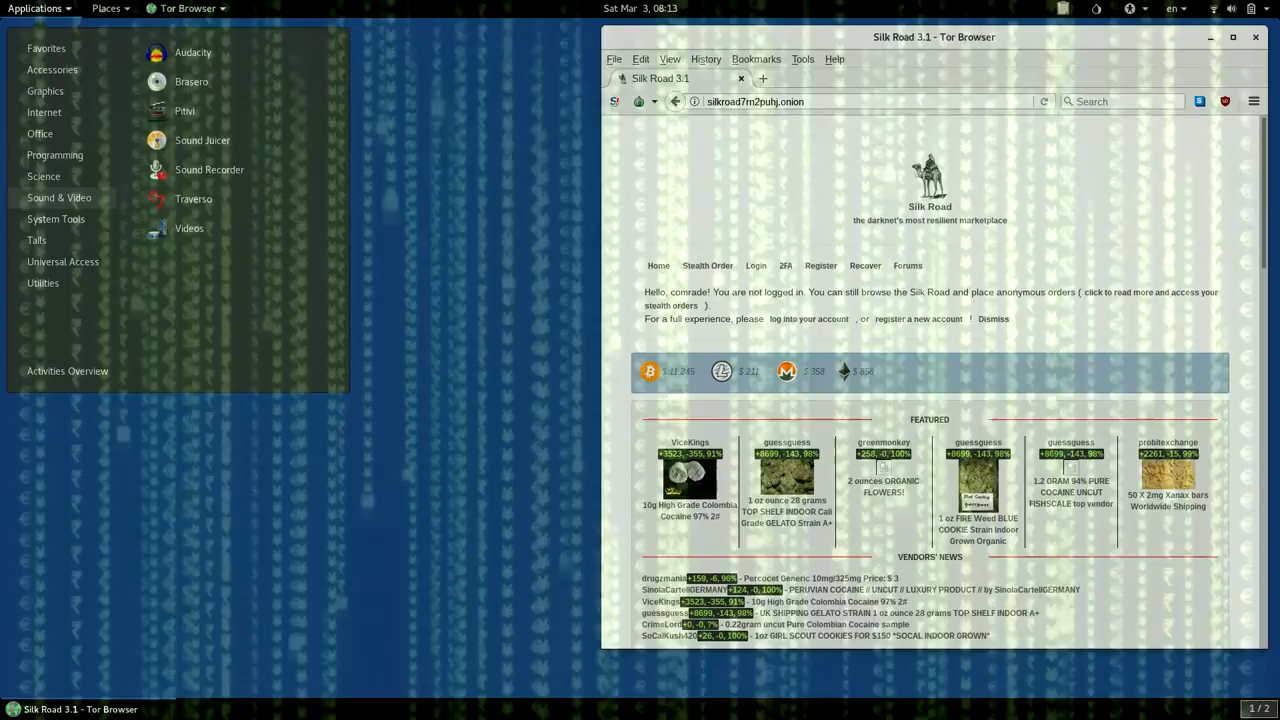 Applications
Places
Tor Browser
Sat Mar 3, 08:13
en
Favorites
Accessories
Graphics
Internet
Office
Programming
Science
Sound & Video
System Tools
Tails
Universal Access
Utilities
Activities Overview
Audacity
Brasero
Pitivi
Sound Juicer
Sound Recorder
Traverso
Videos
Silk Road 3.1 - Tor Browser
File Edit View History Bookmarks Tools Help
Silk Road 3.1
silkroad7rn2puhj.onion
Search
Silk Road
the darknet's most resilient marketplace
Home Stealth Order Login 2FA Register Recover Forums
Hello, comrade! You are not logged in. You can still browse the Silk Road and place anonymous orders ( click to read more and access your
stealth orders ).
For a full experience, please log into your account , or register a new account ! Dismiss
$ 11,245 $ 211 $ 358 $ 858
FEATURED
ViceKings
+3523, -355, 91%
10g High Grade Colombia
Cocaine 97% 2#
guessguess
+8699, -143, 98%
1 oz ounce 28 grams
TOP SHELF INDOOR Cali
Grade GELATO Strain A+
greenmonkey
+258, -0, 100%
2 ounces ORGANIC
FLOWERS!
guessguess
+8699, -143, 98%
1 oz FIRE Weed BLUE
COOKIE Strain Indoor
Grown Organic
guessguess
+8699, -143, 98%
1.2 GRAM 94% PURE
COCAINE UNCUT
FISHSCALE top vendor
probitexchange
+2261, -15, 99%
50 X 2mg Xanax bars
Worldwide Shipping
VENDORS' NEWS
drugzmania +159, -6, 96% - Percocet Generic 10mg/325mg Price: $ 3
SinolaCartellGERMANY +124, -0, 100% - PERUVIAN COCAINE // UNCUT // LUXURY PRODUCT // by SinolaCartellGERMANY
ViceKings +3523, -355, 91% - 10g High Grade Colombia Cocaine 97% 2#
guessguess +8699, -143, 98% - UK SHIPPING GELATO STRAIN 1 oz ounce 28 grams TOP SHELF INDOOR A+
CrimeLord +0, -0, ?% - 0.22gram uncut Pure Colombian Cocaine sample
SoCalKush420 +26, -0, 100% - 1oz GIRL SCOUT COOKIES FOR $150 *SOCAL INDOOR GROWN*
Silk Road 3.1 - Tor Browser
1 / 2